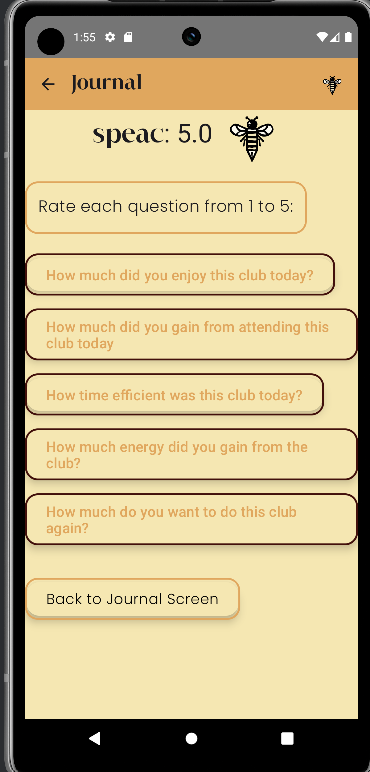 1:55
Journal
speac: 5.0
Rate each question from 1 to 5:
How much did you enjoy this club today?
How much did you gain from attending this
club today
How time efficient was this club today?
How much energy did you gain from the
club?
How much do you want to do this club
again?
Back to Journal Screen